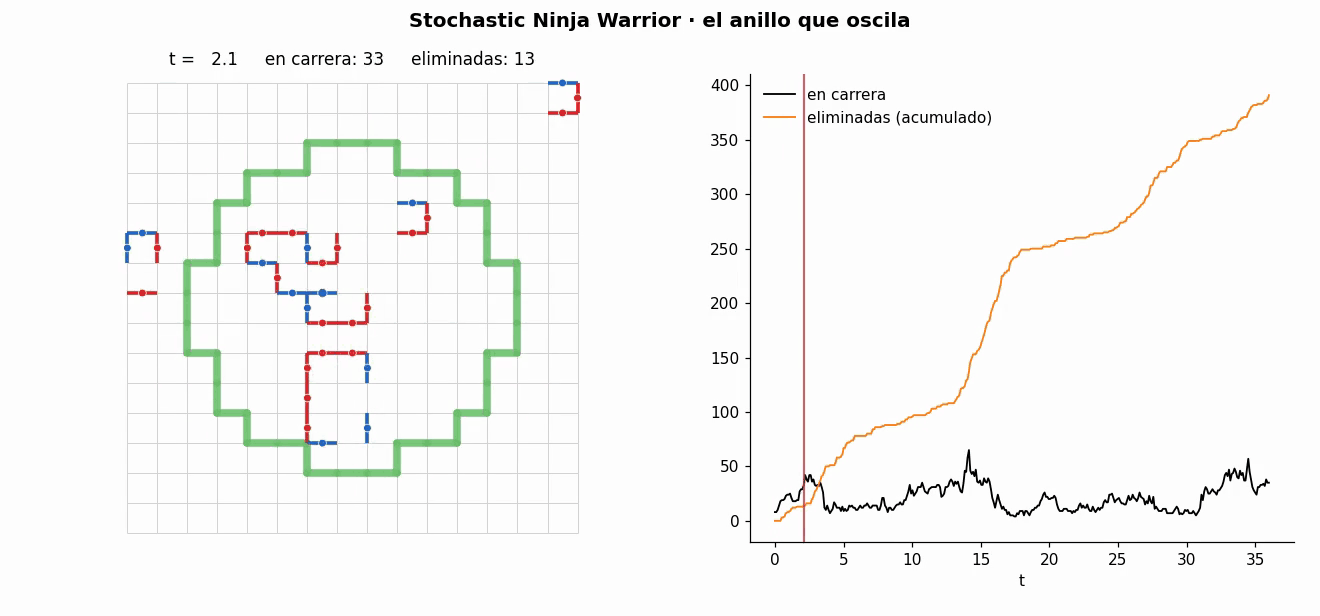 Stochastic Ninja Warrior · el anillo que oscila
t = 2.1 en carrera: 33 eliminadas: 13
en carrera
eliminadas (acumulado)
400
350
300
250
200
150
100
50
0
0 5 10 15 20 25 30 35
t